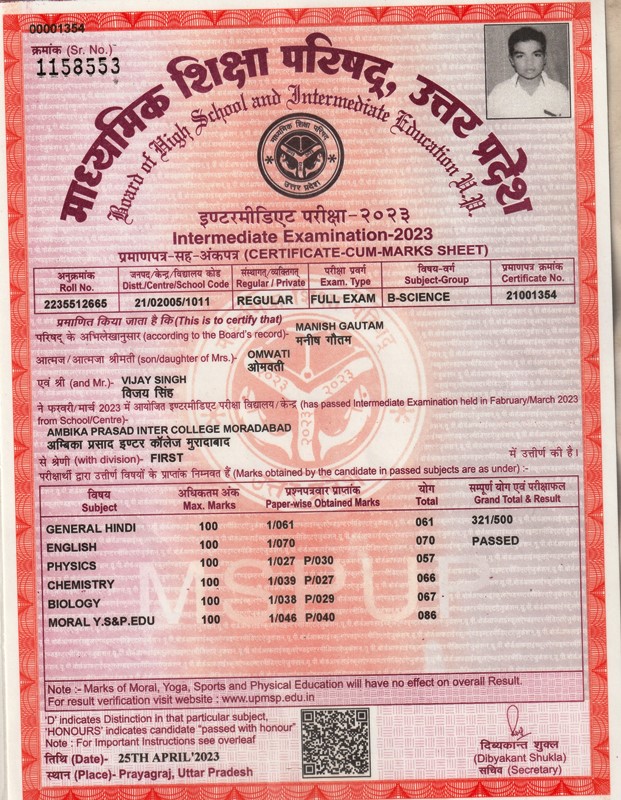 00001354
क्रमांक (Sr. No.)
1158553
माध्यमिक शिक्षा परिषद्, उत्तर प्रदेश
Board of High School and Intermediate Education U.P.
माध्यमिक शिक्षा परिषद
उत्तर प्रदेश
इण्टरमीडिएट परीक्षा-२०२३
Intermediate Examination-2023
प्रमाणपत्र-सह-अंकपत्र (CERTIFICATE-CUM-MARKS SHEET)
अनुक्रमांक जनपद/केन्द्र/विद्यालय कोड संस्थागत/व्यक्तिगत परीक्षा प्रवर्ग विषय-वर्ग प्रमाणपत्र क्रमांक
Roll No. Distt./Centre/School Code Regular / Private Exam. Type Subject-Group Certificate No.
2235512665 21/02005/1011 REGULAR FULL EXAM B-SCIENCE 21001354
प्रमाणित किया जाता है कि (This is to certify that)
परिषद् के अभिलेखानुसार (according to the Board's record)- MANISH GAUTAM
मनीष गौतम
आत्मज/आत्मजा श्रीमती (son/daughter of Mrs.)- OMWATI
ओमवती
एवं श्री (and Mr.)- VIJAY SINGH
विजय सिंह
ने फरवरी/मार्च 2023 में आयोजित इण्टरमीडिएट परीक्षा विद्यालय/केन्द्र (has passed Intermediate Examination held in Fabruary/March 2023
from School/Centre)-
AMBIKA PRASAD INTER COLLEGE MORADABAD
अम्बिका प्रसाद इण्टर कॉलेज मुरादाबाद
से श्रेणी (with division)- FIRST में उत्तीर्ण की है।
परीक्षार्थी द्वारा उत्तीर्ण विषयों के प्राप्तांक निम्नवत हैं (Marks obtained by the candidate in passed subjects are as under) :-
विषय अधिकतम अंक प्रश्नपत्रवार प्राप्तांक योग सम्पूर्ण योग एवं परीक्षाफल
Subject Max. Marks Paper-wise Obtained Marks Total Grand Total & Result
GENERAL HINDI 100 1/061 061 321/500
ENGLISH 100 1/070 070 PASSED
PHYSICS 100 1/027 P/030 057
CHEMISTRY 100 1/039 P/027 066
BIOLOGY 100 1/038 P/029 067
MORAL Y.S&P.EDU 100 1/046 P/040 086
MSPUP
Note :- Marks of Moral, Yoga, Sports and Physical Education will have no effect on overall Result.
For result verification visit website : www.upmsp.edu.in
'D' indicates Distinction in that particular subject,
'HONOURS' indicates candidate "passed with honour"
Note : For Important Instructions see overleaf
तिथि (Date)- 25TH APRIL'2023
स्थान (Place)- Prayagraj, Uttar Pradesh
दिब्यकान्त शुक्ल
(Dibyakant Shukla)
सचिव (Secretary)